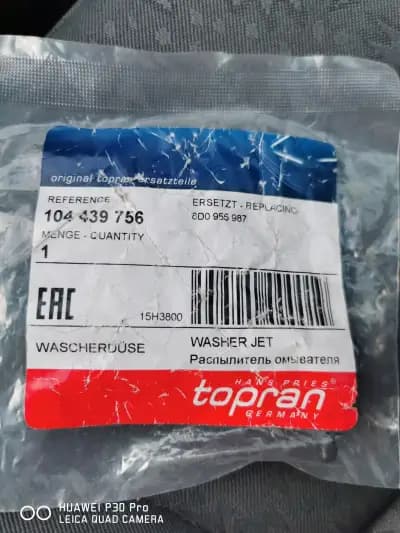 original topran ersatzteile
REFERENCE
104 439 756
ERSETZT - REPLACING
8D0 955 987
MENGE - QUANTITY
1
EAC
15H3800
WASCHERDÜSE
WASHER JET
Распылитель омывателя
HANS PRIES®
topran
GERMANY
HUAWEI P30 Pro
LEICA QUAD CAMERA